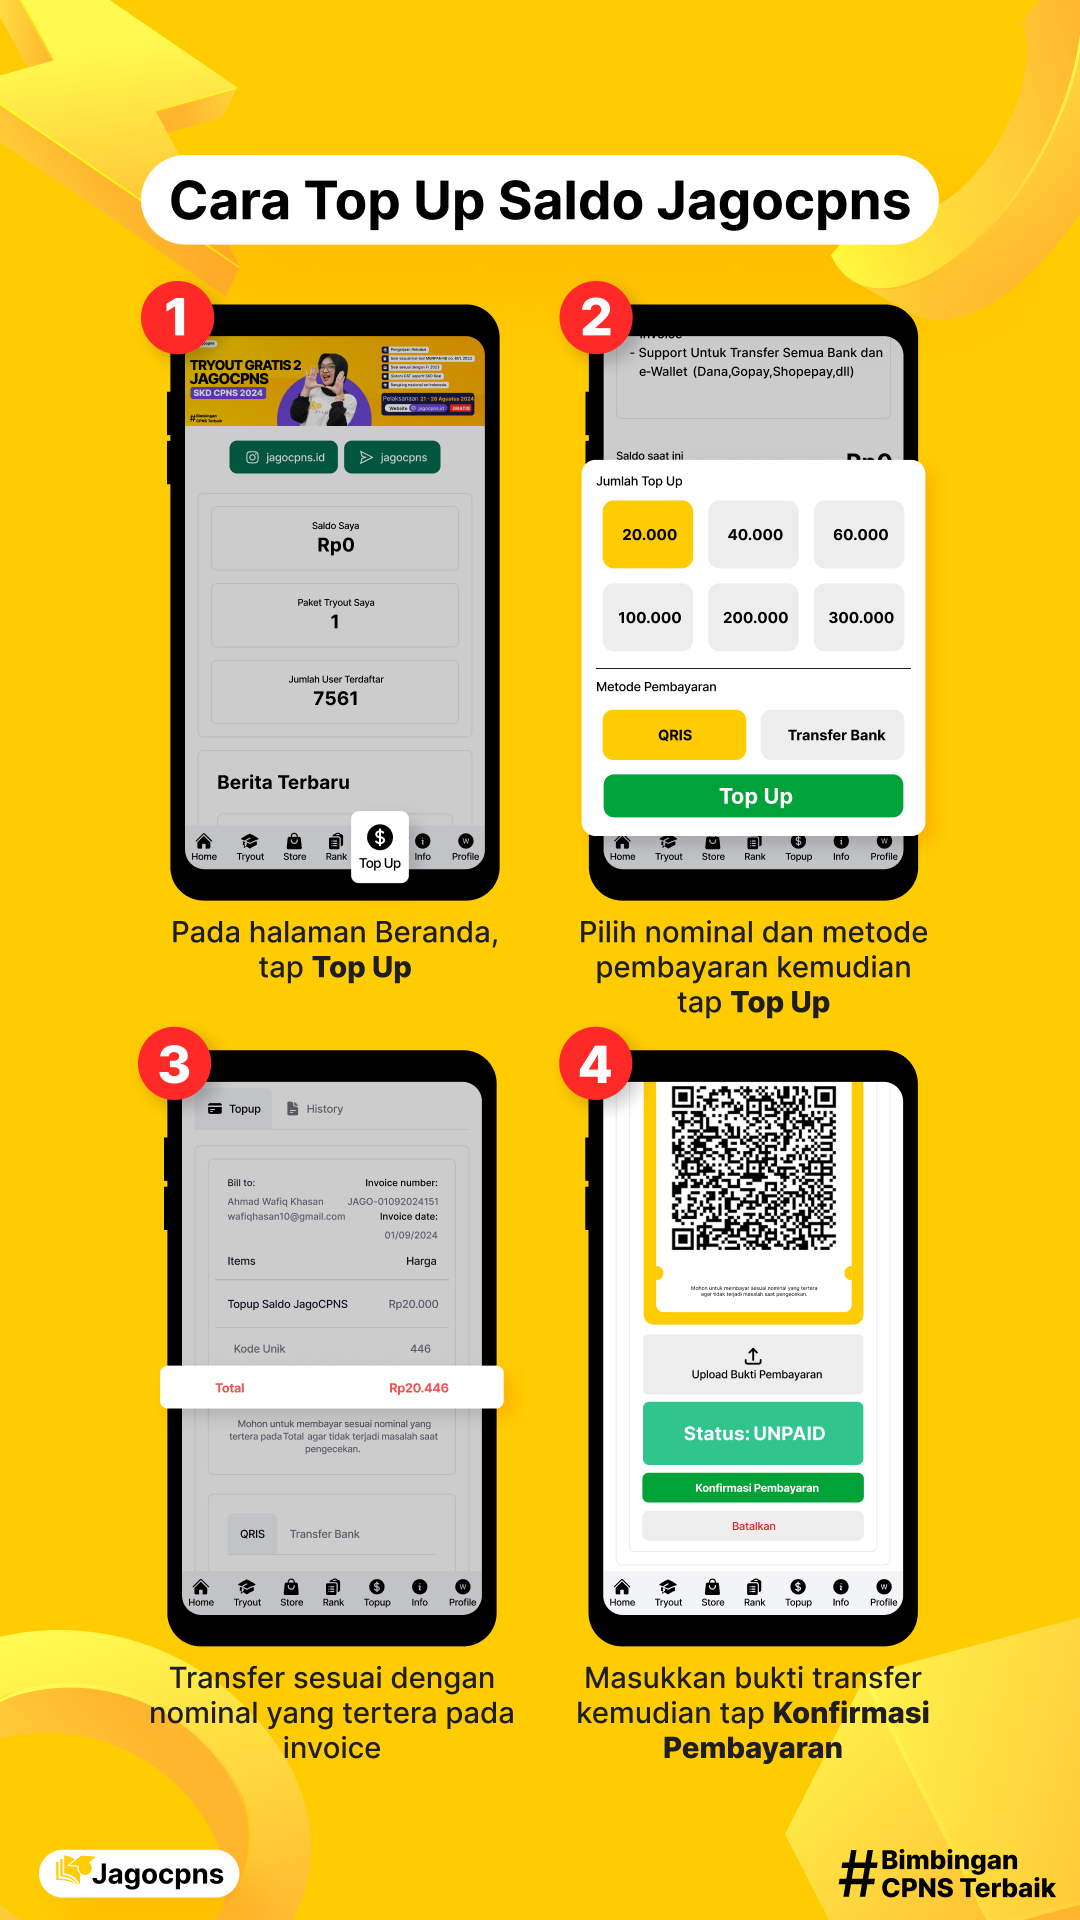 Cara Top Up Saldo Jagocpns
1
TRYOUT GRATIS 2
JAGOCPNS
SKD CPNS 2024
#Bimbingan
CPNS Terbaik
Pelaksanaan 21 - 28 Agustus 2024
Website jagocpns.id GRATIS
jagocpns.id
jagocpns
Saldo Saya
Rp0
Paket Tryout Saya
1
Jumlah User Terdaftar
7561
Berita Terbaru
Home Tryout Store Rank Top Up Info Profile
Pada halaman Beranda,
tap Top Up
2
Invoice
- Support Untuk Transfer Semua Bank dan
e-Wallet (Dana,Gopay,Shopepay,dll)
Saldo saat ini
Rp0
Jumlah Top Up
20.000 40.000 60.000
100.000 200.000 300.000
Metode Pembayaran
QRIS Transfer Bank
Top Up
Home Tryout Store Rank Topup Info Profile
Pilih nominal dan metode
pembayaran kemudian
tap Top Up
3
Topup History
Bill to: Invoice number:
Ahmad Wafiq Khasan JAGO-01092024151
wafiqhasan10@gmail.com Invoice date:
01/09/2024
Items Harga
Topup Saldo JagoCPNS Rp20.000
Kode Unik 446
Total Rp20.446
Mohon untuk membayar sesuai nominal yang
tertera pada Total agar tidak terjadi masalah saat
pengecekan.
QRIS Transfer Bank
Home Tryout Store Rank Topup Info Profile
Transfer sesuai dengan
nominal yang tertera pada
invoice
4
Mohon untuk membayar sesuai nominal yang tertera
agar tidak terjadi masalah saat pengecekan.
Upload Bukti Pembayaran
Status: UNPAID
Konfirmasi Pembayaran
Batalkan
Home Tryout Store Rank Topup Info Profile
Masukkan bukti transfer
kemudian tap Konfirmasi
Pembayaran
Jagocpns
#Bimbingan
CPNS Terbaik